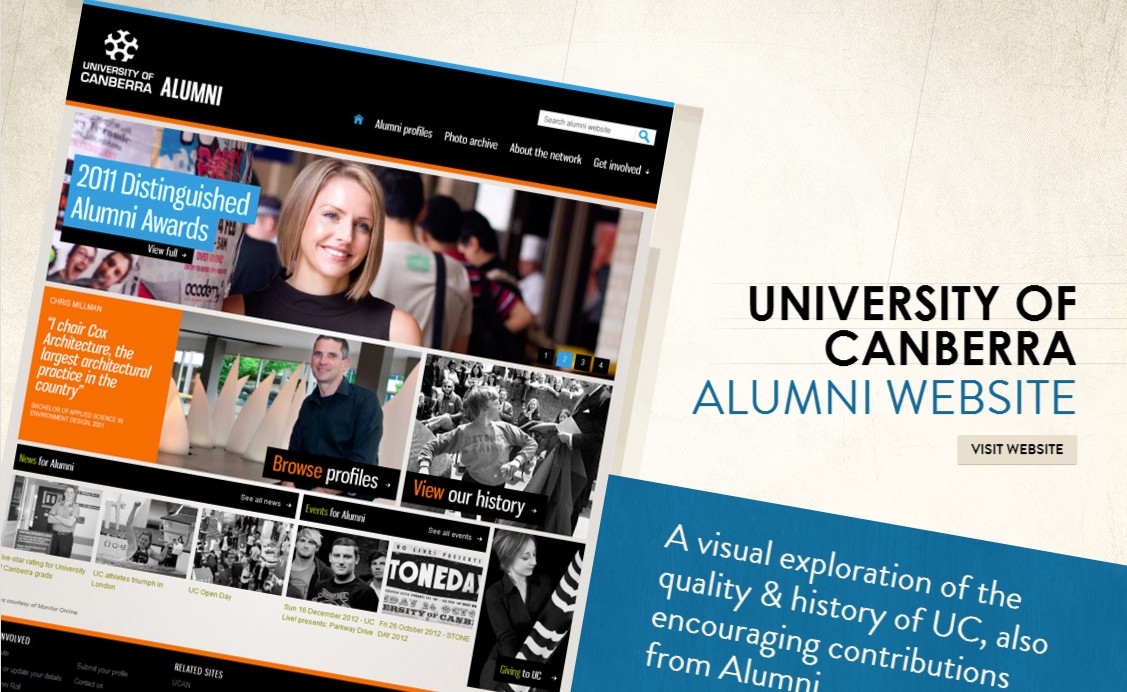 UNIVERSITY OF
CANBERRA ALUMNI
Search alumni website
Alumni profiles Photo archive About the network Get involved
2011 Distinguished
Alumni Awards
View full
1 2 3 4
CHRIS MILLMAN
"I chair Cox
Architecture, the
largest architectural
practice in the
country"
BACHELOR OF APPLIED SCIENCE IN
ENVIRONMENT DESIGN, 2001
Browse profiles
View our history
News for Alumni
See all news
Events for Alumni
See all events
ive-star rating for University
Canberra grads
UC athletes triumph in
London
UC Open Day
Sun 16 December 2012 - UC
Live! presents: Parkway Drive
TONEDAY
Fri 26 October 2012 - STONE
DAY 2012
Giving to UC
courtesy of Monitor Online
NVOLVED
or update your details
Submit your profile
Contact us
RELATED SITES
UCAN
UNIVERSITY OF
CANBERRA
ALUMNI WEBSITE
VISIT WEBSITE
A visual exploration of the
quality & history of UC, also
encouraging contributions
from Alumni